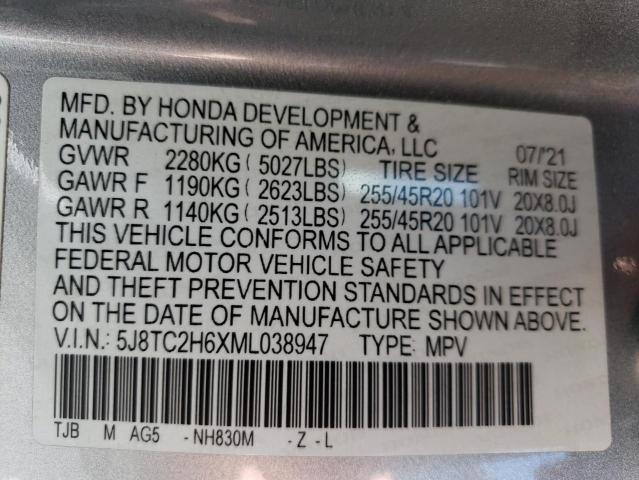 MFD. BY HONDA DEVELOPMENT &
MANUFACTURING OF AMERICA, LLC 07/'21
GVWR 2280KG ( 5027LBS) TIRE SIZE RIM SIZE
GAWR F 1190KG ( 2623LBS) 255/45R20 101V 20X8.0J
GAWR R 1140KG ( 2513LBS) 255/45R20 101V 20X8.0J
THIS VEHICLE CONFORMS TO ALL APPLICABLE
FEDERAL MOTOR VEHICLE SAFETY
AND THEFT PREVENTION STANDARDS IN EFFECT
ON THE DATE OF MANUFACTURE SHOWN ABOVE.
V.I.N.: 5J8TC2H6XML038947 TYPE: MPV
TJB M AG5 - NH830M - Z - L